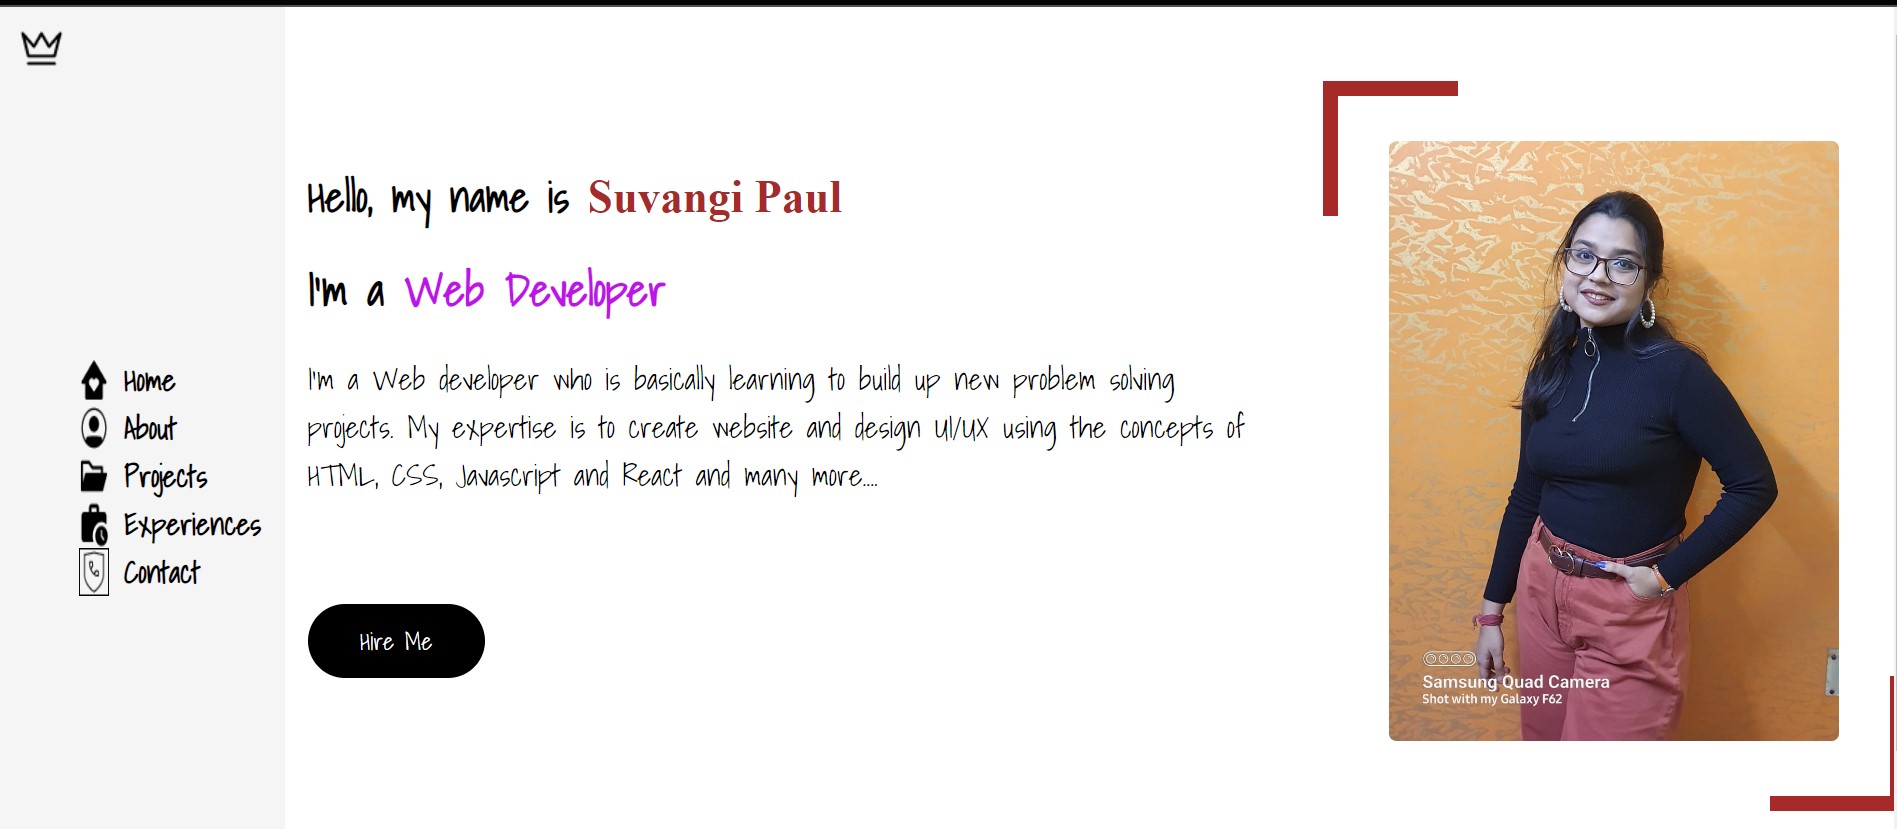 Hello, my name is Suvangi Paul
I'm a Web Developer
Home
About
Projects
Experiences
Contact
I'm a Web developer who is basically learning to build up new problem solving
projects. My expertise is to create website and design UI/UX using the concepts of
HTML, CSS, Javascript and React and many more....
Hire Me
Samsung Quad Camera
Shot with my Galaxy F62